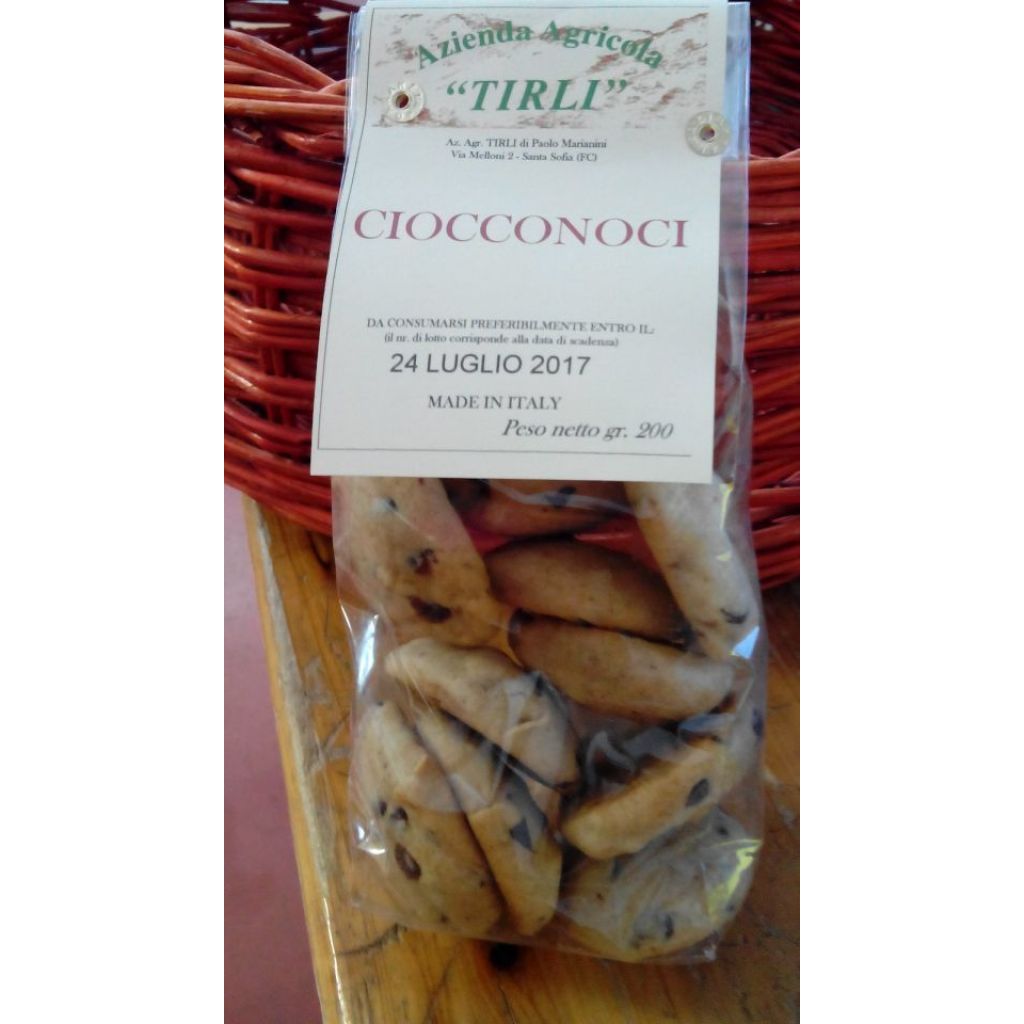 Azienda Agricola
"TIRLI"
Az. Agr. TIRLI di Paolo Marianini
Via Melloni 2 - Santa Sofia (FC)
CIOCCONOCI
DA CONSUMARSI PREFERIBILMENTE ENTRO IL:
(il nr. di lotto corrisponde alla data di scadenza)
24 LUGLIO 2017
MADE IN ITALY
Peso netto gr. 200